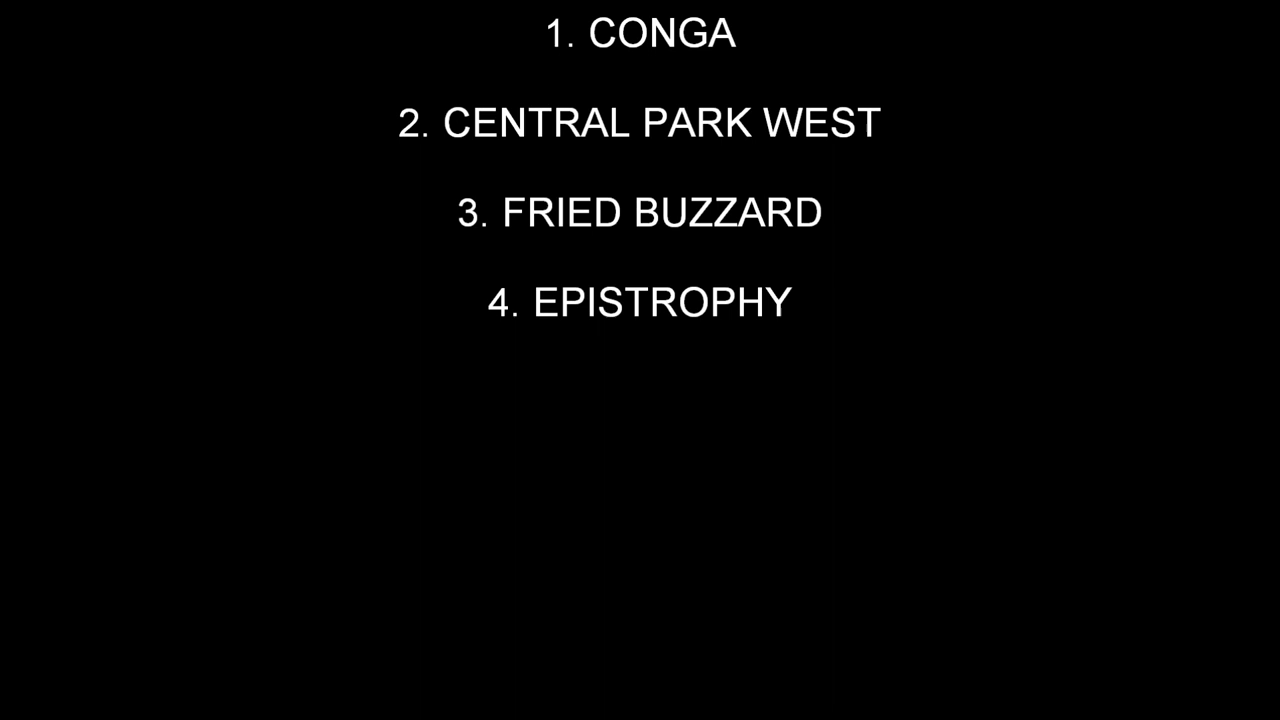 1. CONGA
2. CENTRAL PARK WEST
3. FRIED BUZZARD
4. EPISTROPHY